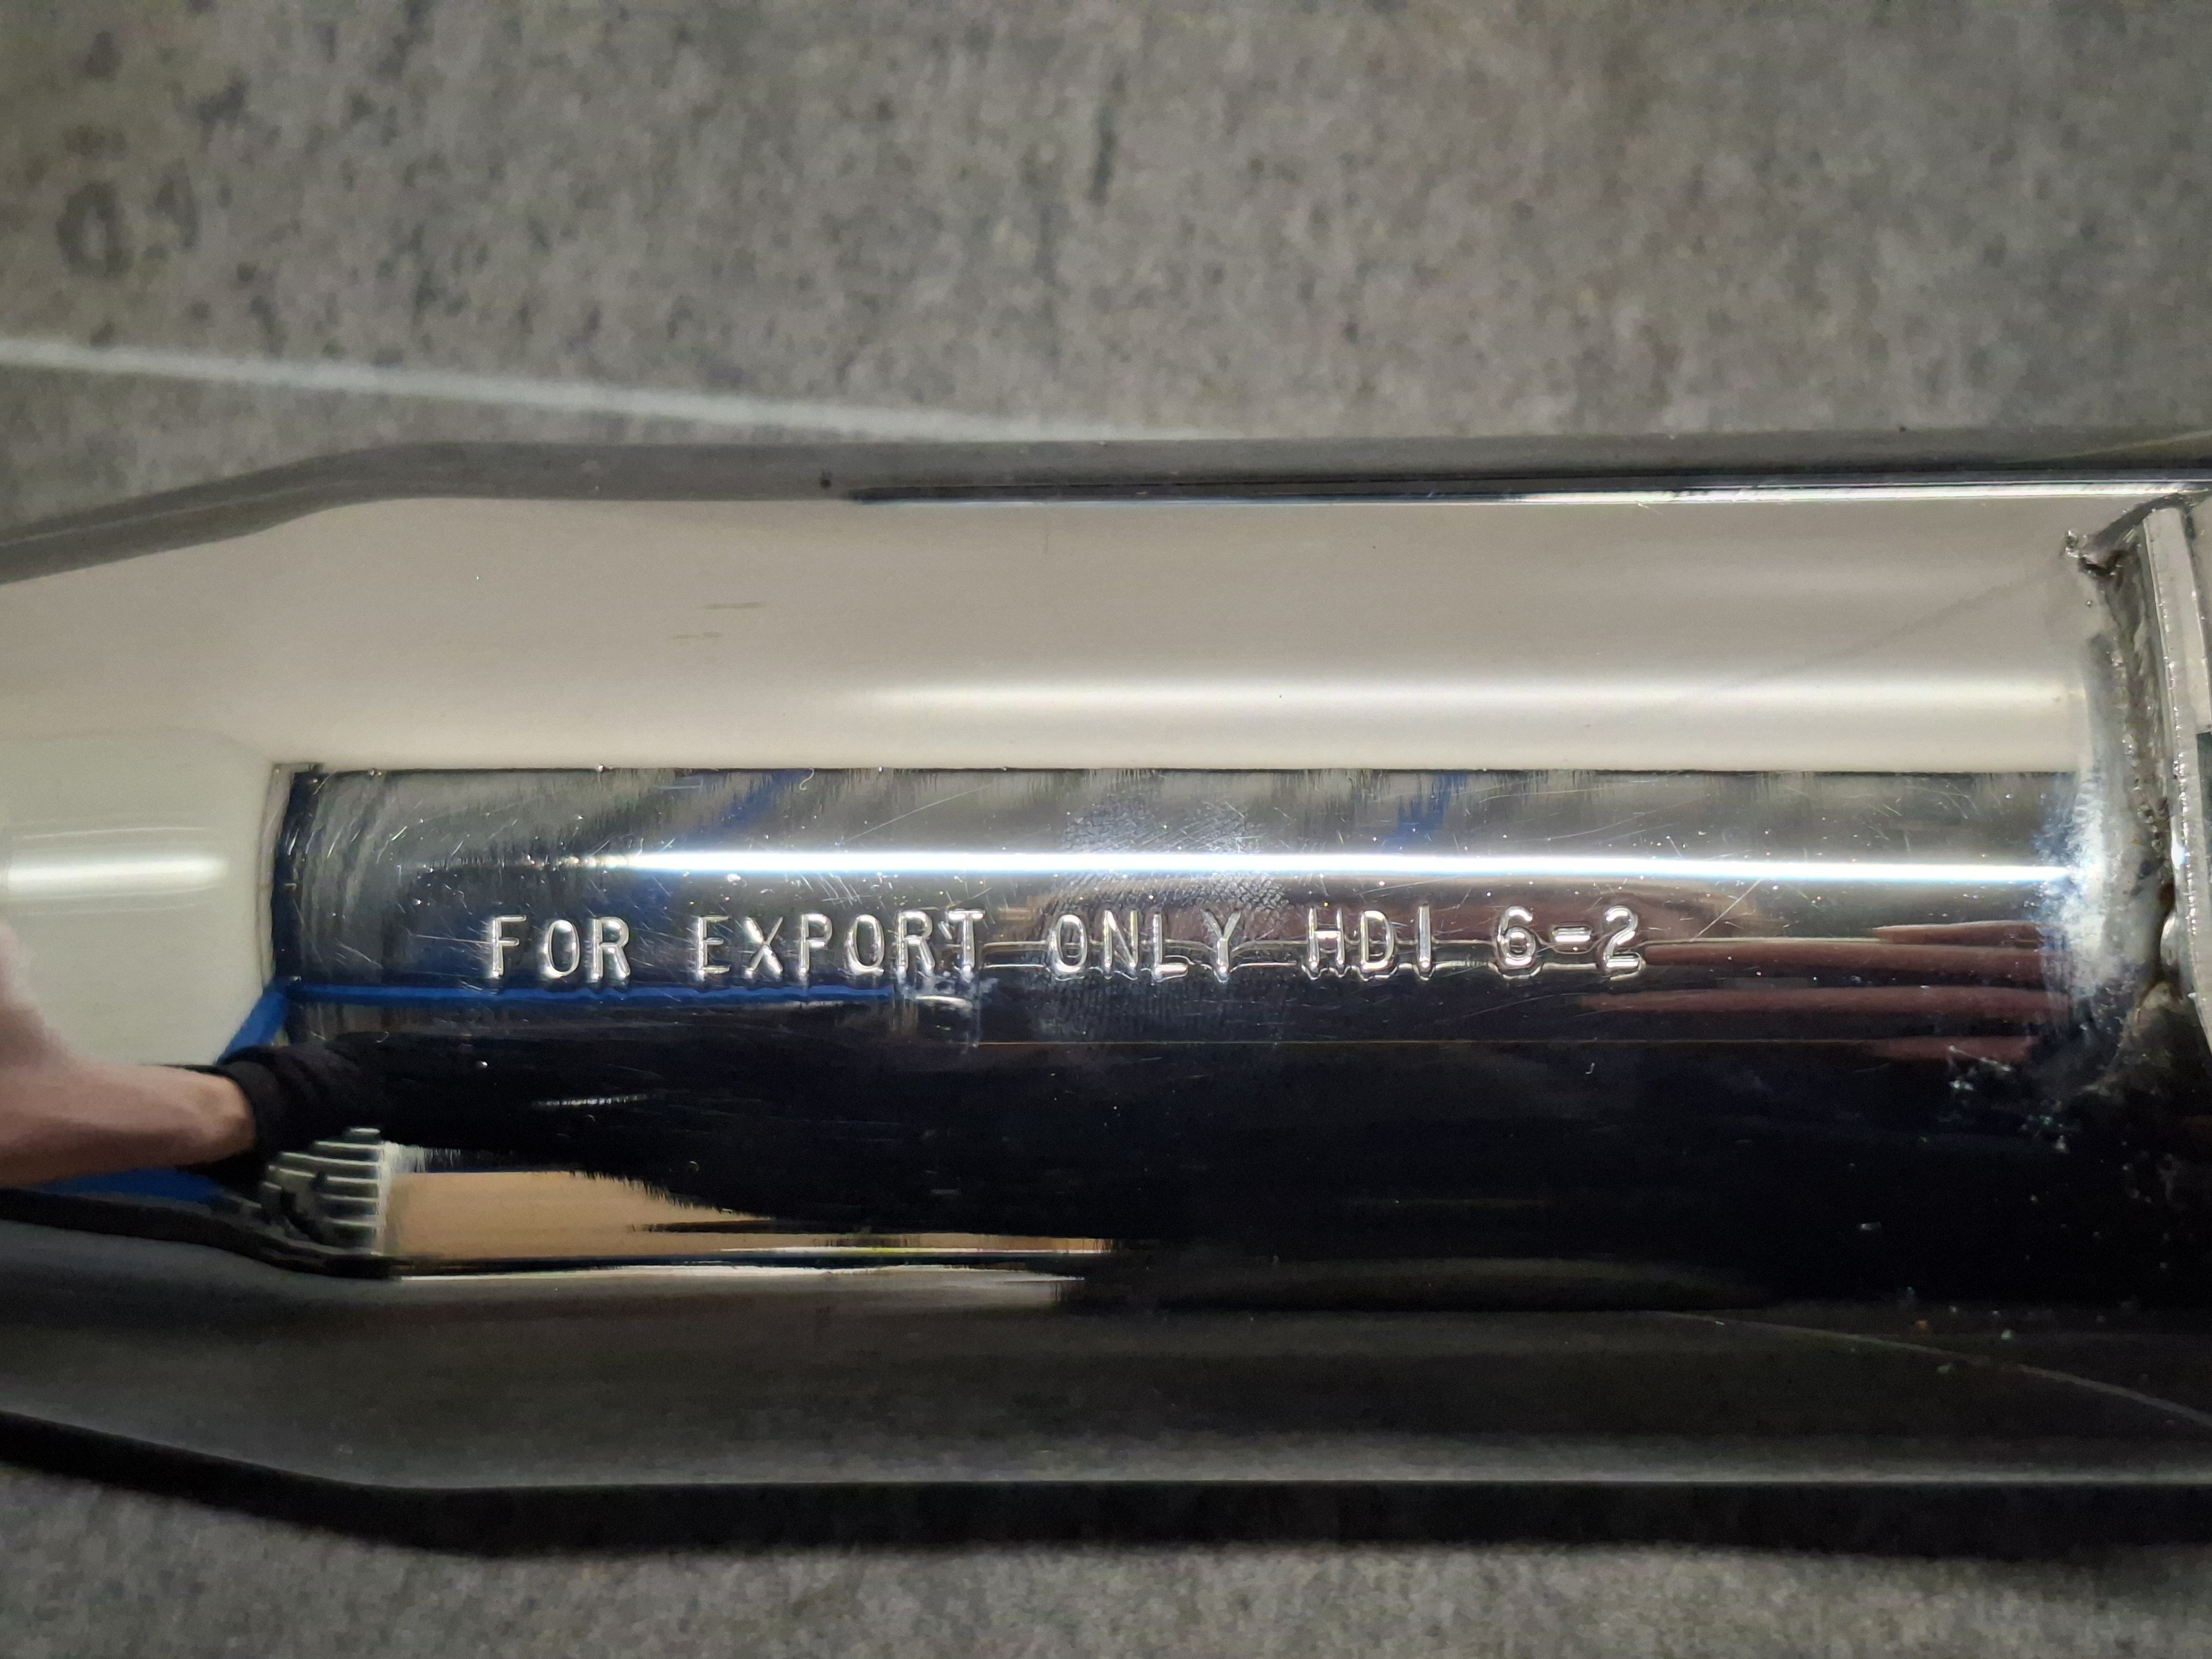 FOR EXPORT ONLY HDI 6-2